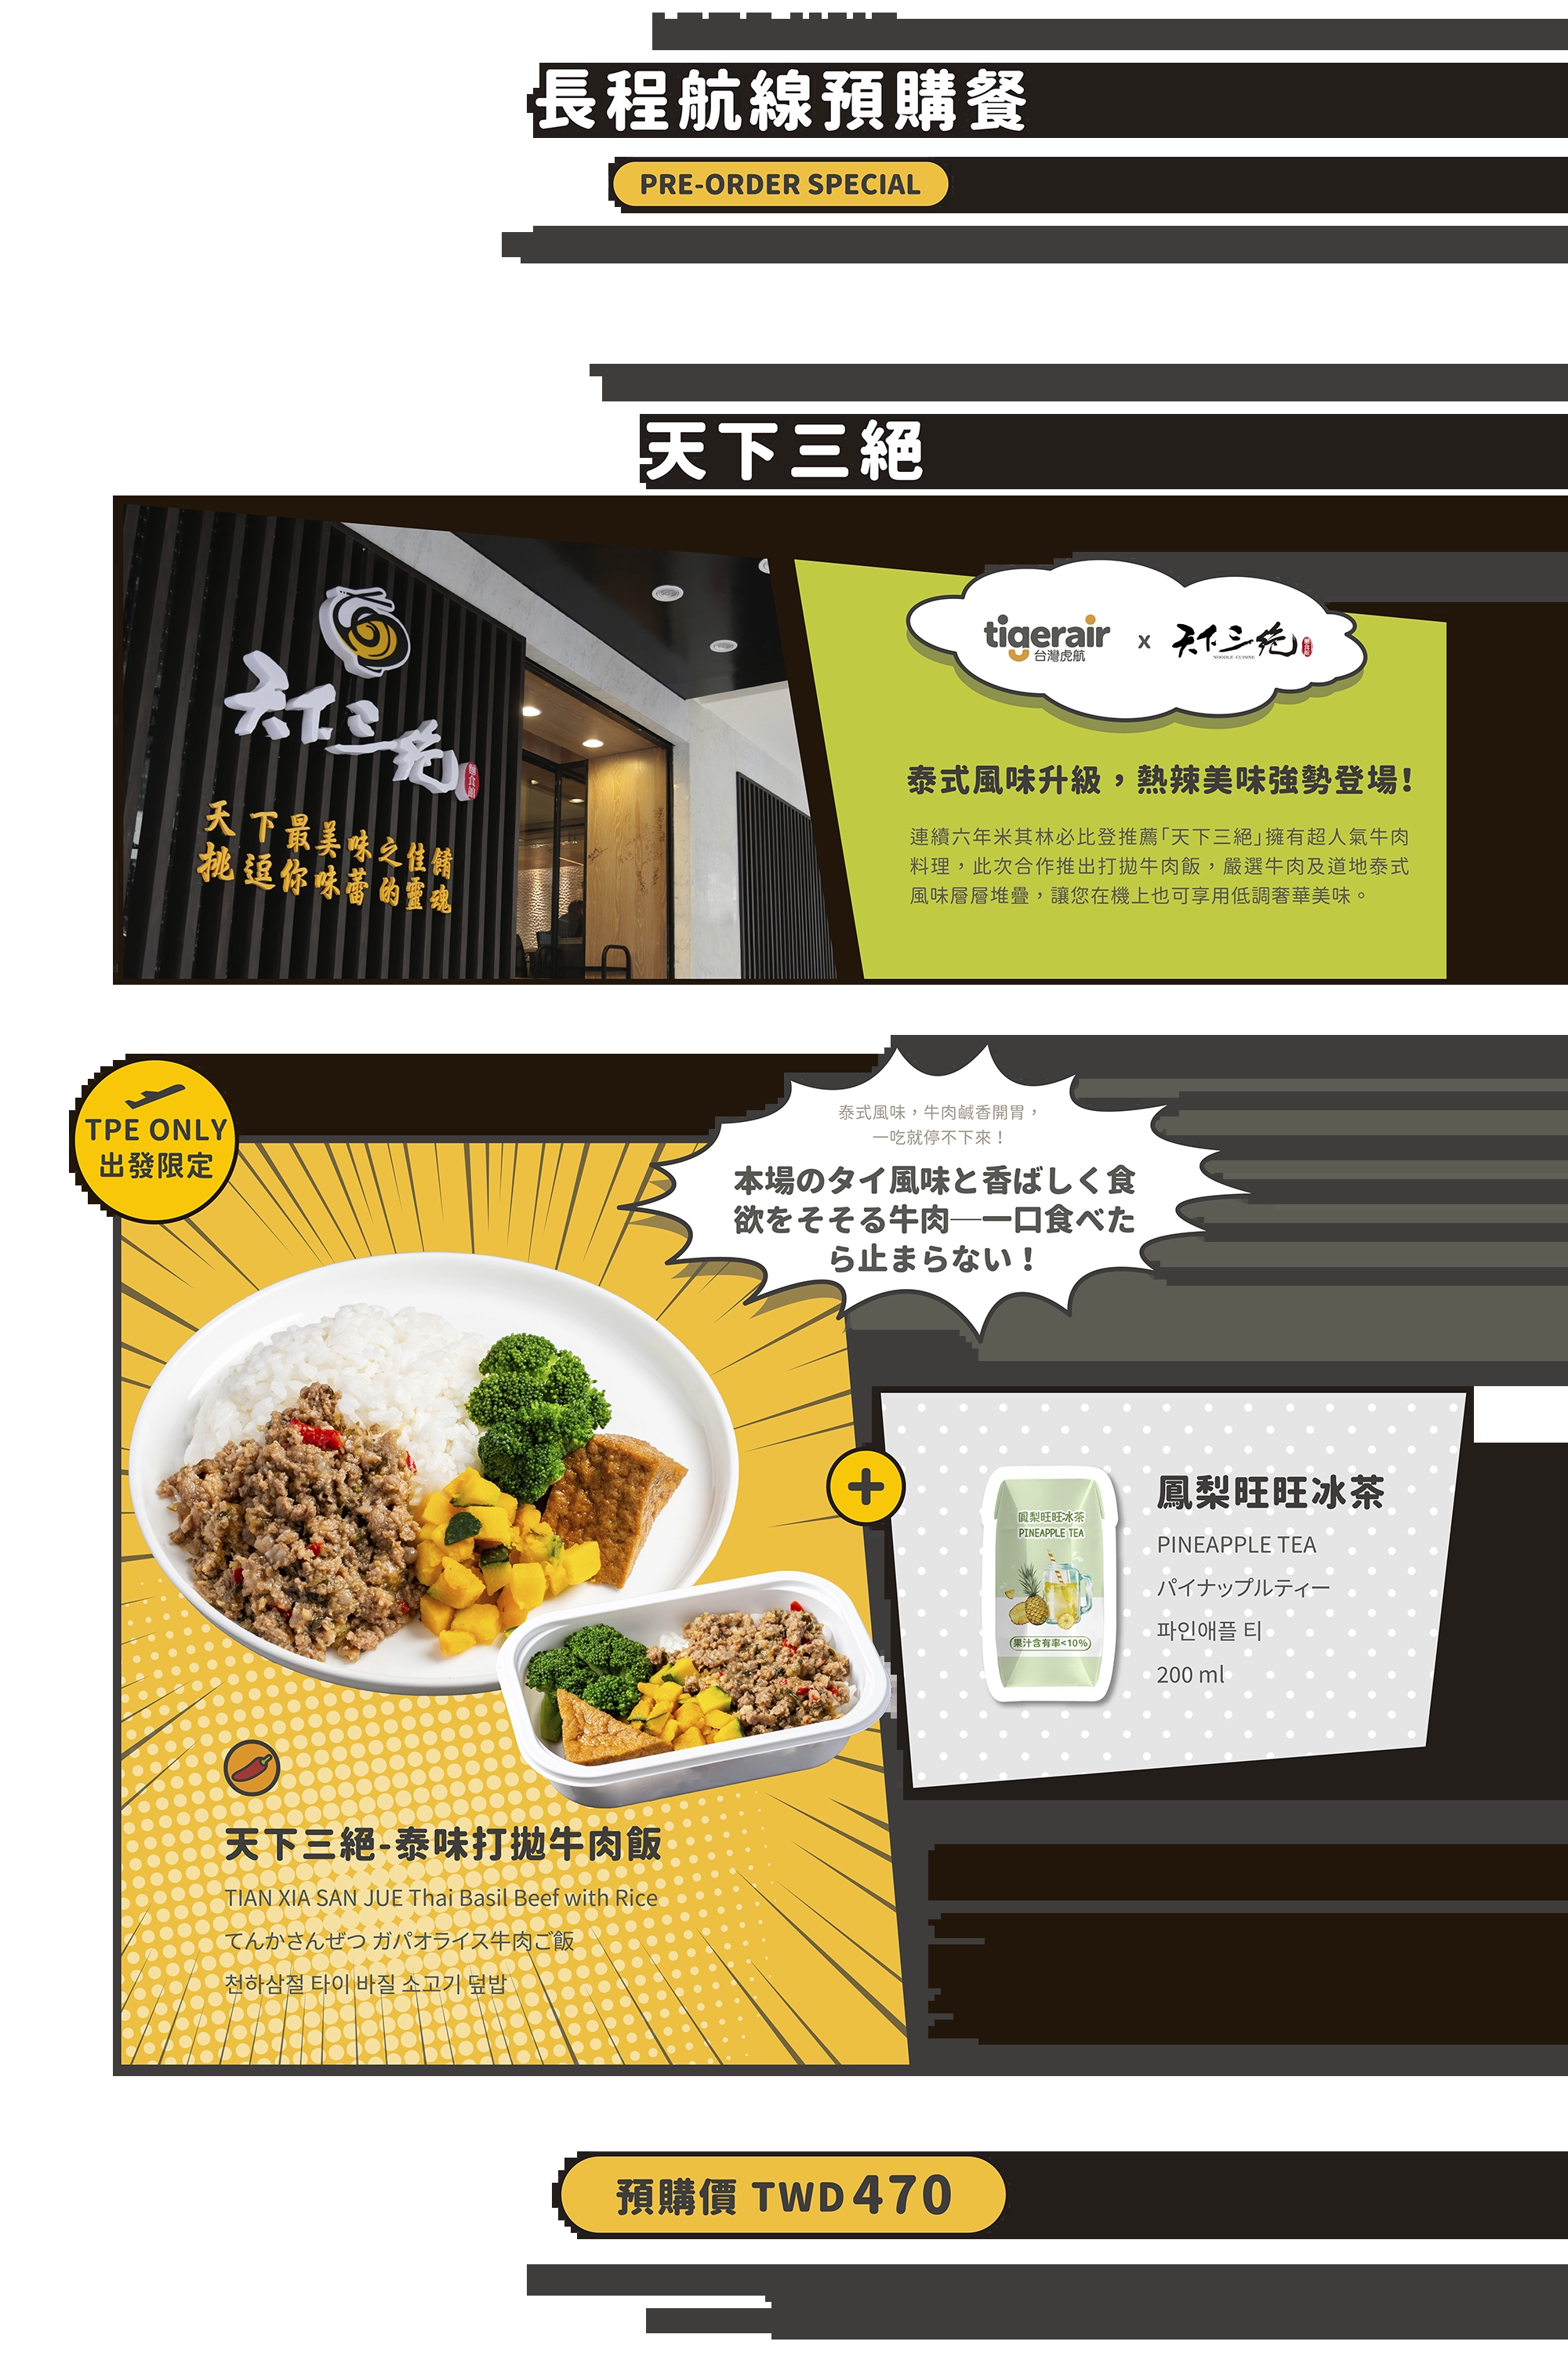 長程航線預購餐
PRE-ORDER SPECIAL
天下三絕
天下三绝
麵食館
天下最美味之佳餚
挑逗你味蕾的靈魂
tigerair
台灣虎航
x
天下三绝
NOODLE CUISINE
泰式風味升級，熱辣美味強勢登場!
連續六年米其林必比登推薦「天下三絕」擁有超人氣牛肉
料理，此次合作推出打拋牛肉飯，嚴選牛肉及道地泰式
風味層層堆疊，讓您在機上也可享用低調奢華美味。
TPE ONLY
出發限定
泰式風味，牛肉鹹香開胃，
一吃就停不下來！
本場のタイ風味と香ばしく食
欲をそそる牛肉──一口食べた
ら止まらない！
+
鳳梨旺旺冰茶
PINEAPPLE TEA
果汁含有率<10%
鳳梨旺旺冰茶
PINEAPPLE TEA
パイナップルティー
파인애플 티
200 ml
天下三絕-泰味打拋牛肉飯
TIAN XIA SAN JUE Thai Basil Beef with Rice
てんかさんぜつ ガパオライス牛肉ご飯
천하삼절 타이 바질 소고기 덮밥
預購價 TWD470